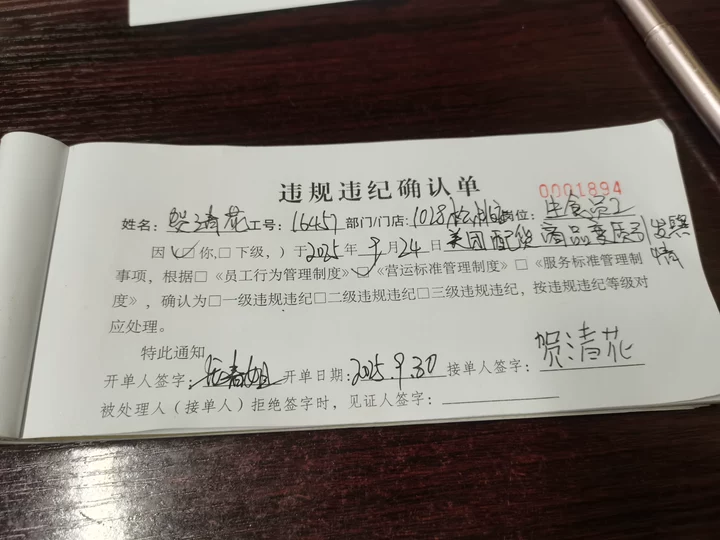 违规违纪确认单
0001894
姓名：贺清花 工号：16457 部门/门店：1028 岗位：生食员工
因（☑你，□下级，）于2025年9月24日美团配货商品变质引发舆情
事项，根据□《员工行为管理制度》☑《营运标准管理制度》□《服务标准管理制
度》，确认为□一级违规违纪□二级违规违纪□三级违规违纪，按违规违纪等级对
应处理。
特此通知
开单人签字： 开单日期：2025.9.30 接单人签字：贺清花
被处理人（接单人）拒绝签字时，见证人签字：